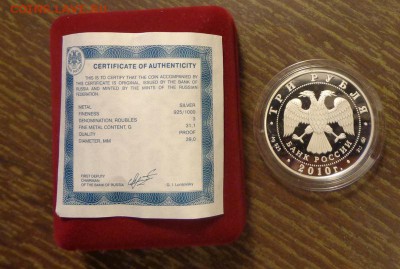 CERTIFICATE OF AUTHENTICITY
THIS IS TO CERTIFY THAT THE COIN ACCOMPANIED BY
THIS CERTIFICATE IS ORIGINAL, ISSUED BY THE BANK OF
RUSSIA AND MINTED BY THE MINTS OF THE RUSSIAN
FEDERATION.
METAL SILVER
FINENESS 925/1000
DENOMINATION, ROUBLES 3
FINE METAL CONTENT, G 31.1
QUALITY PROOF
DIAMETER, MM 39.0
FIRST DEPUTY
CHAIRMAN
OF THE BANK OF RUSSIA
ТРИ РУБЛЯ
БАНК РОССИИ
2010г.